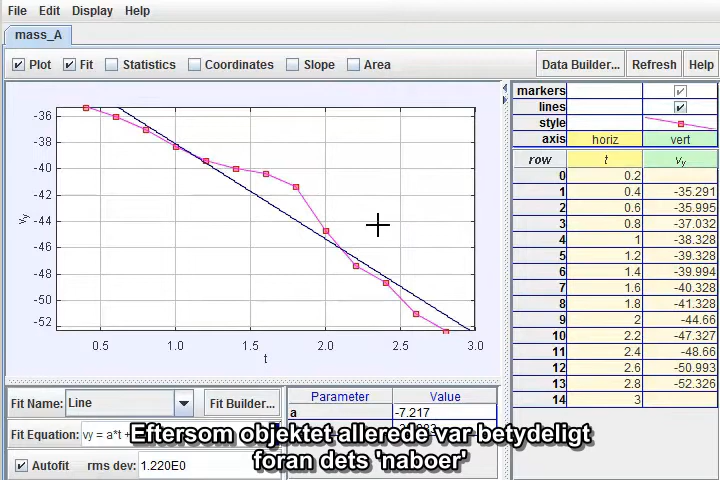 File Edit Display Help
mass_A
Plot Fit Statistics Coordinates Slope Area Data Builder... Refresh Help
markers
lines
style
axis horiz vert
row t vy
0 0.2
1 0.4 -35.291
2 0.6 -35.995
3 0.8 -37.032
4 1 -38.328
5 1.2 -39.328
6 1.4 -39.994
7 1.6 -40.328
8 1.8 -41.328
9 2 -44.66
10 2.2 -47.327
11 2.4 -48.66
12 2.6 -50.993
13 2.8 -52.326
14 3
-36
-38
-40
-42
-44
-46
-48
-50
-52
vy
0.5 1.0 1.5 2.0 2.5 3.0
t
Fit Name: Line Fit Builder...
Parameter Value
a -7.217
Fit Equation: vy = a*t +
Autofit rms dev: 1.220E0
Eftersom objektet allerede var betydeligt
foran dets 'naboer'